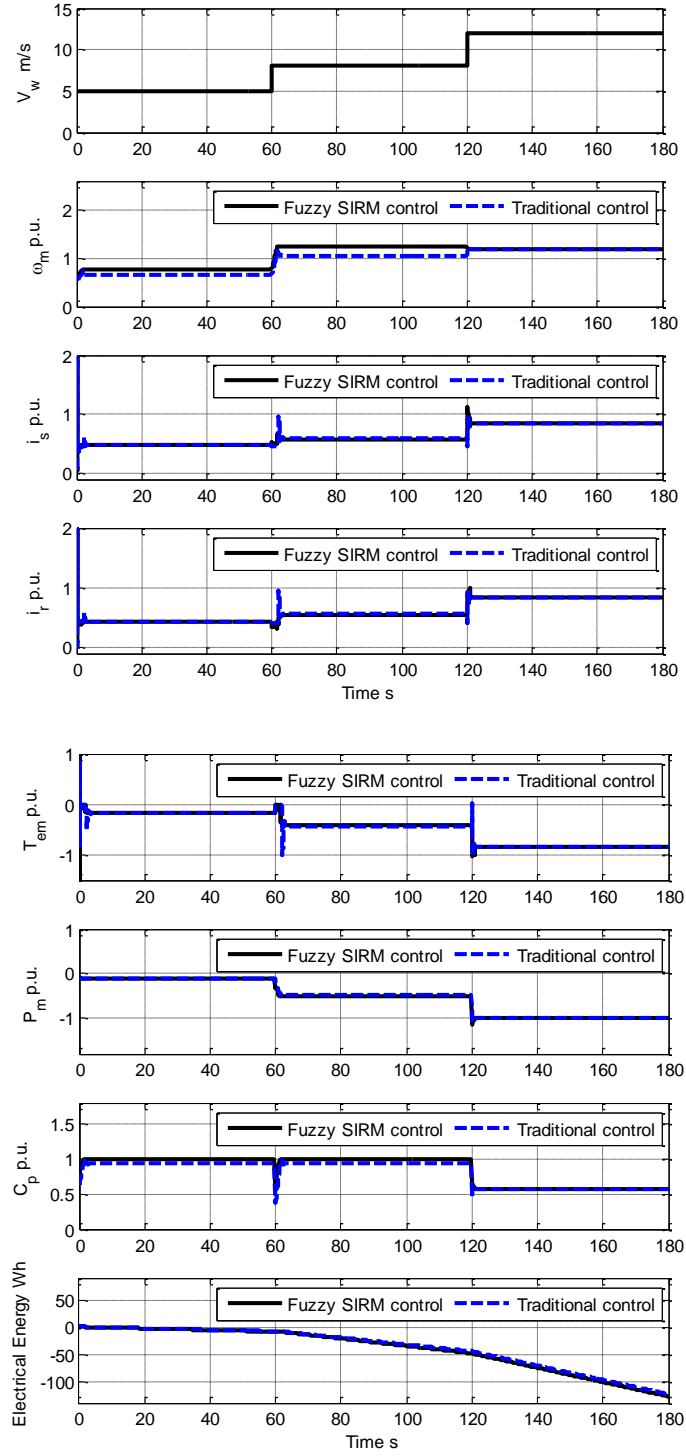 15
10
5
0
V_w m/s
0 20 40 60 80 100 120 140 160 180
2
1
0
ω_m p.u.
Fuzzy SIRM control Traditional control
0 20 40 60 80 100 120 140 160 180
2
1
0
i_s p.u.
Fuzzy SIRM control Traditional control
0 20 40 60 80 100 120 140 160 180
2
1
0
i_r p.u.
Fuzzy SIRM control Traditional control
0 20 40 60 80 100 120 140 160 180
Time s
1
0
-1
T_em p.u.
Fuzzy SIRM control Traditional control
0 20 40 60 80 100 120 140 160 180
1
0
-1
P_m p.u.
Fuzzy SIRM control Traditional control
0 20 40 60 80 100 120 140 160 180
1.5
1
0.5
0
C_p p.u.
Fuzzy SIRM control Traditional control
0 20 40 60 80 100 120 140 160 180
50
0
-50
-100
Electrical Energy Wh
Fuzzy SIRM control Traditional control
0 20 40 60 80 100 120 140 160 180
Time s